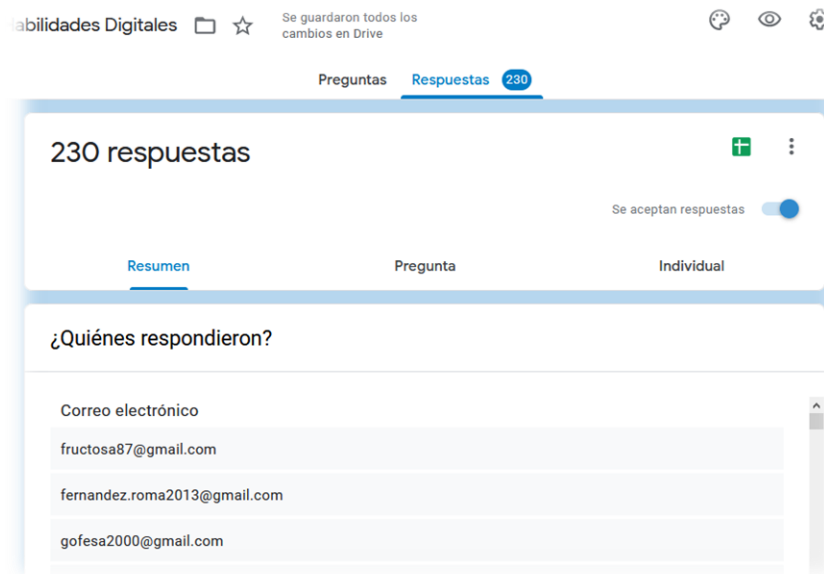 abilidades Digitales
Se guardaron todos los
cambios en Drive
Preguntas Respuestas 230
230 respuestas
Se aceptan respuestas
Resumen Pregunta Individual
¿Quiénes respondieron?
Correo electrónico
fructosa87@gmail.com
fernandez.roma2013@gmail.com
gofesa2000@gmail.com